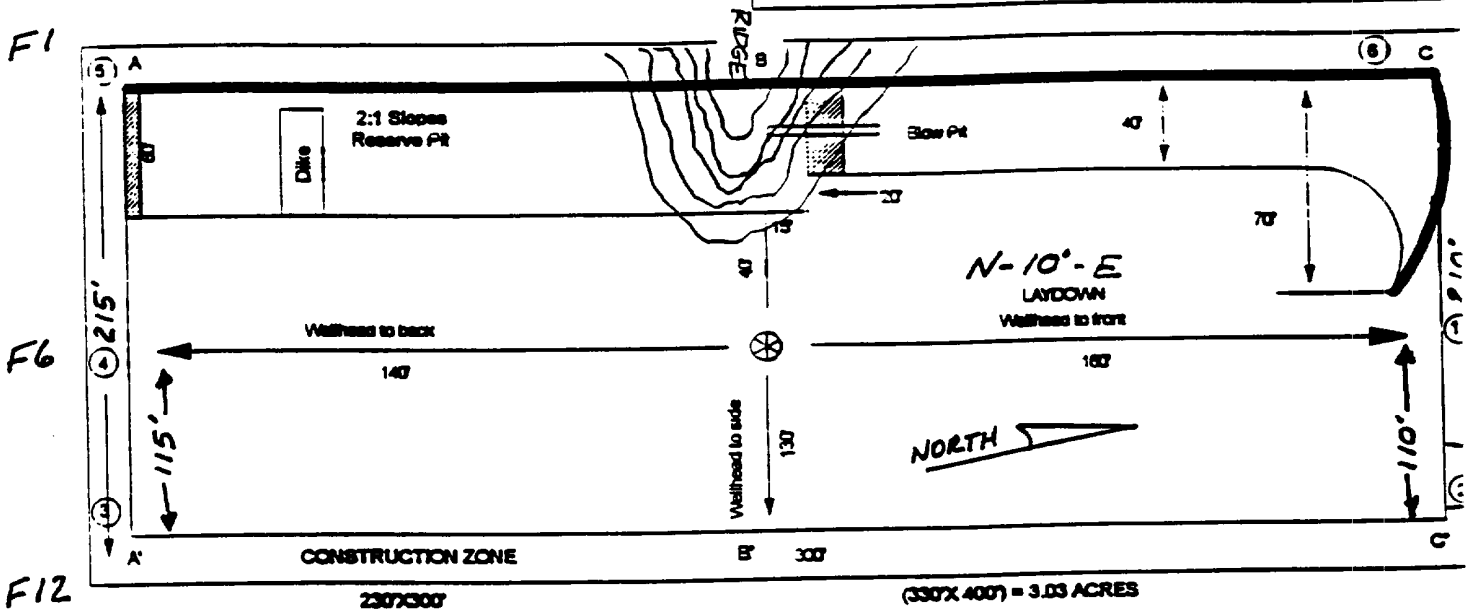 F1
RIDGE
5
A
B
6
C
2:1 Slopes
Reserve Pit
Dike
60'
Blow Pit
40'
20'
70'
15'
40'
N-10°-E
LAYDOWN
Wellhead to front
160'
Wellhead to back
140'
215'
F6
4
1
115'
Wellhead to side
130'
NORTH
110'
3
A'
CONSTRUCTION ZONE
B'
300'
C'
F12
230'X300'
(330'X 400') = 3.03 ACRES